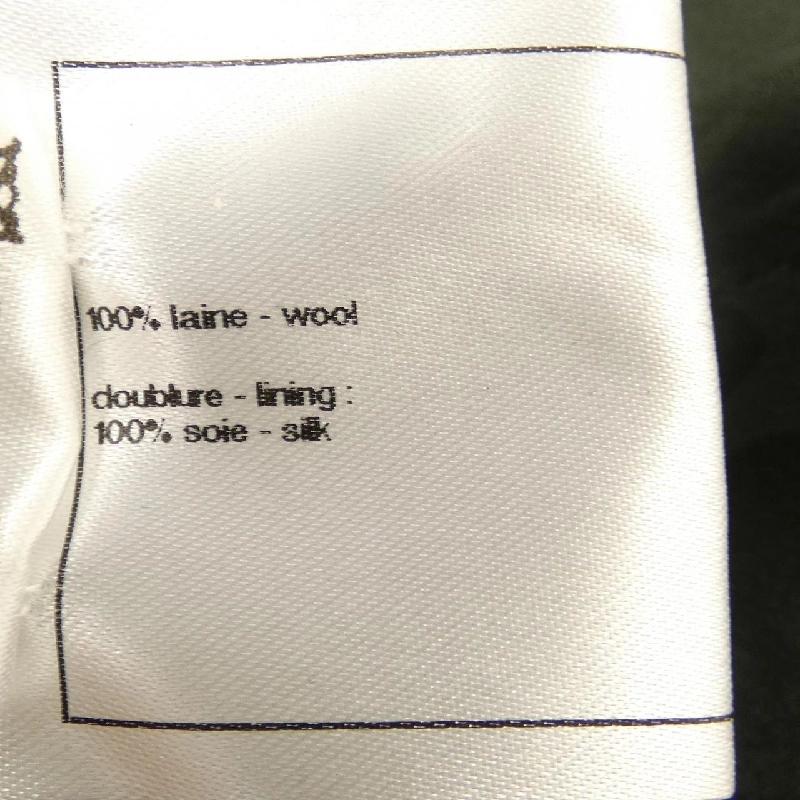 100% laine - wool
doublure - lining :
100% soie - silk